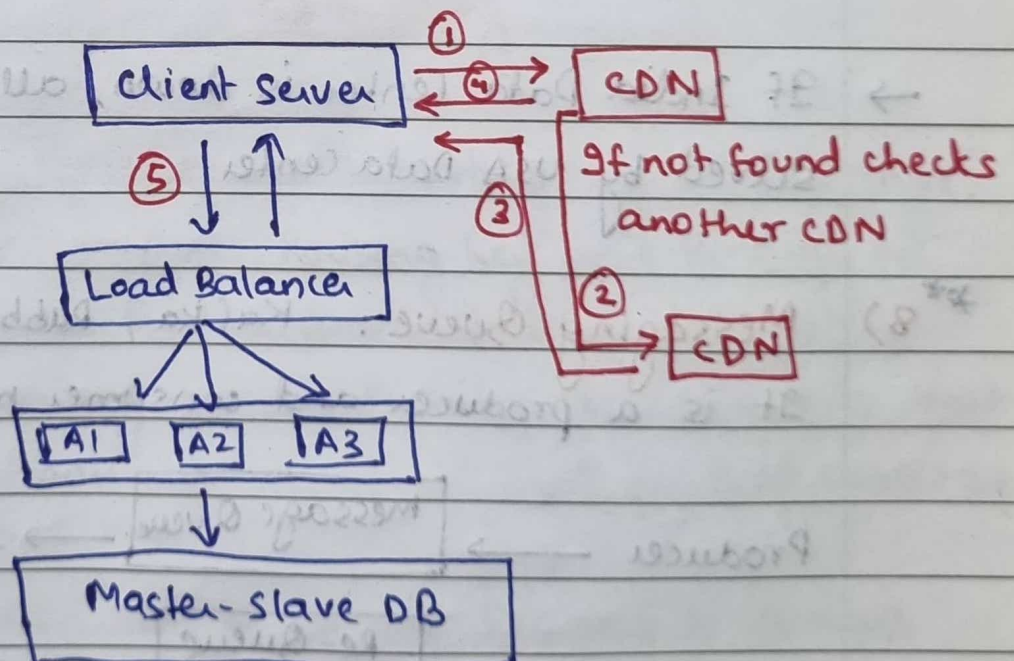 ①
Client Server
④
CDN
If not found checks
another CDN
⑤
③
Load Balancer
②
CDN
A1 A2 A3
Master-Slave DB